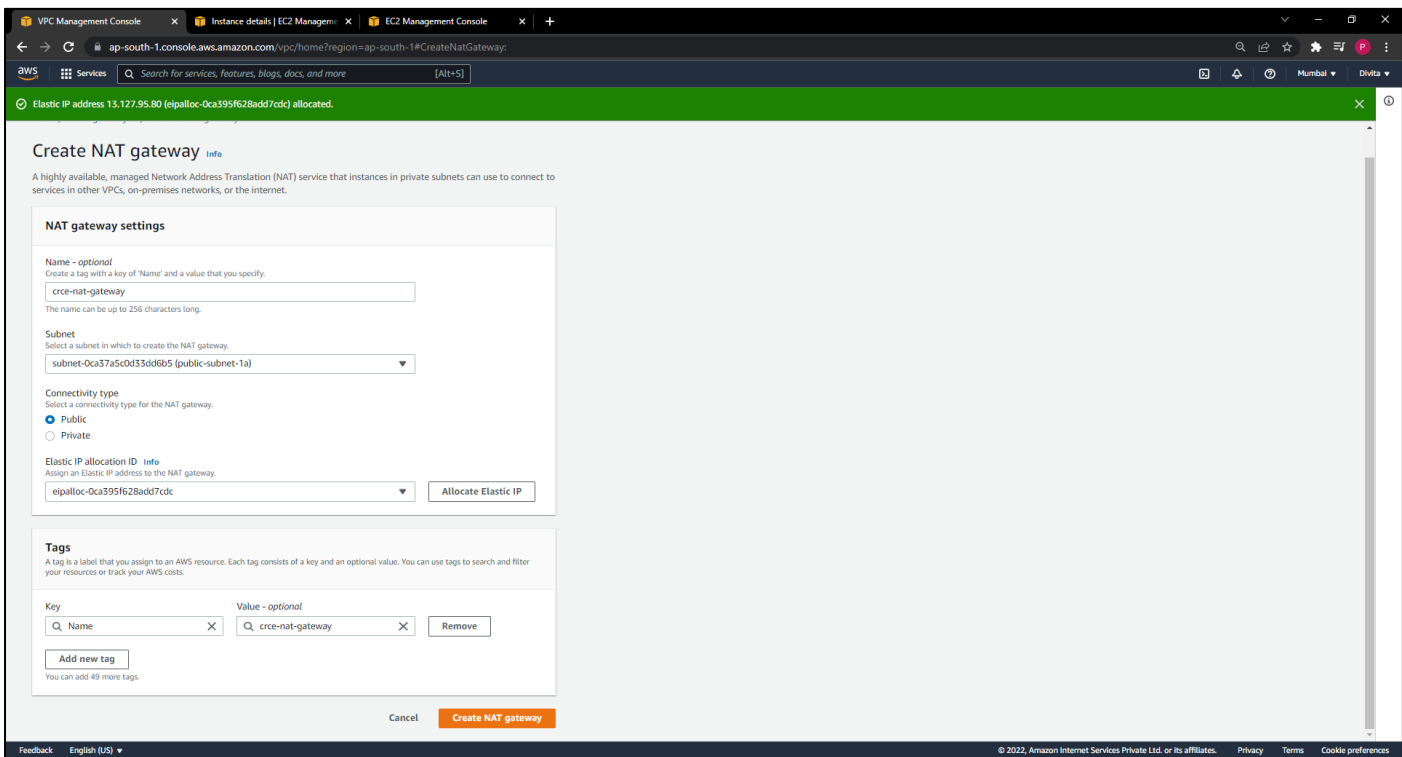 VPC Management Console
Instance details | EC2 Manageme
EC2 Management Console
ap-south-1.console.aws.amazon.com/vpc/home?region=ap-south-1#CreateNatGateway:
P
aws
Services
Search for services, features, blogs, docs, and more
[Alt+S]
Mumbai
Divita
Elastic IP address 13.127.95.80 (eipalloc-0ca395f628add7cdc) allocated.
Create NAT gateway Info
A highly available, managed Network Address Translation (NAT) service that instances in private subnets can use to connect to
services in other VPCs, on-premises networks, or the internet.
NAT gateway settings
Name - optional
Create a tag with a key of 'Name' and a value that you specify.
crce-nat-gateway
The name can be up to 256 characters long.
Subnet
Select a subnet in which to create the NAT gateway.
subnet-0ca37a5c0d33dd6b5 (public-subnet-1a)
Connectivity type
Select a connectivity type for the NAT gateway.
Public
Private
Elastic IP allocation ID Info
Assign an Elastic IP address to the NAT gateway.
eipalloc-0ca395f628add7cdc
Allocate Elastic IP
Tags
A tag is a label that you assign to an AWS resource. Each tag consists of a key and an optional value. You can use tags to search and filter
your resources or track your AWS costs.
Key
Value - optional
Name
crce-nat-gateway
Remove
Add new tag
You can add 49 more tags.
Cancel
Create NAT gateway
Feedback
English (US)
© 2022, Amazon Internet Services Private Ltd. or its affiliates.
Privacy
Terms
Cookie preferences